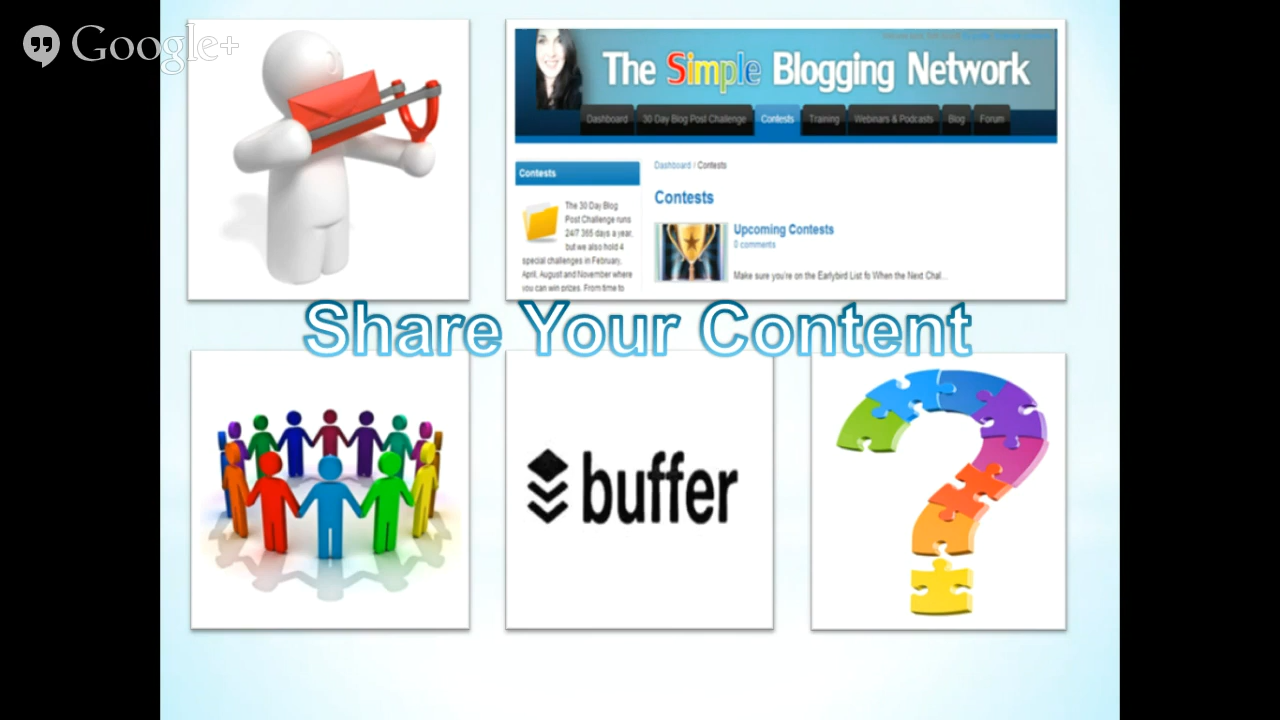 Google+
The Simple Blogging Network
Dashboard
30 Day Blog Post Challenge
Contests
Training
Webinars & Podcasts
Blog
Forum
Contests
The 30 Day Blog
Post Challenge runs
24/7 365 days a year,
but we also hold 4
special challenges in February,
April, August and November where
you can win prizes. From time to
Dashboard / Contests
Contests
Upcoming Contests
0 comments
Make sure you're on the Earlybird List fo When the Next Chal...
Share Your Content
buffer